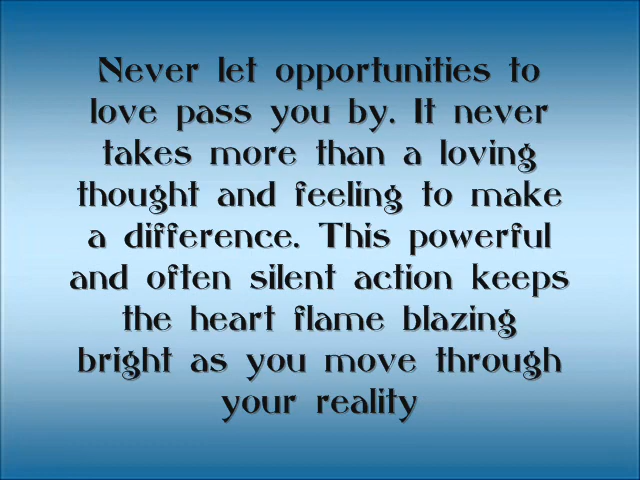 Never let opportunities to
love pass you by. It never
takes more than a loving
thought and feeling to make
a difference. This powerful
and often silent action keeps
the heart flame blazing
bright as you move through
your reality